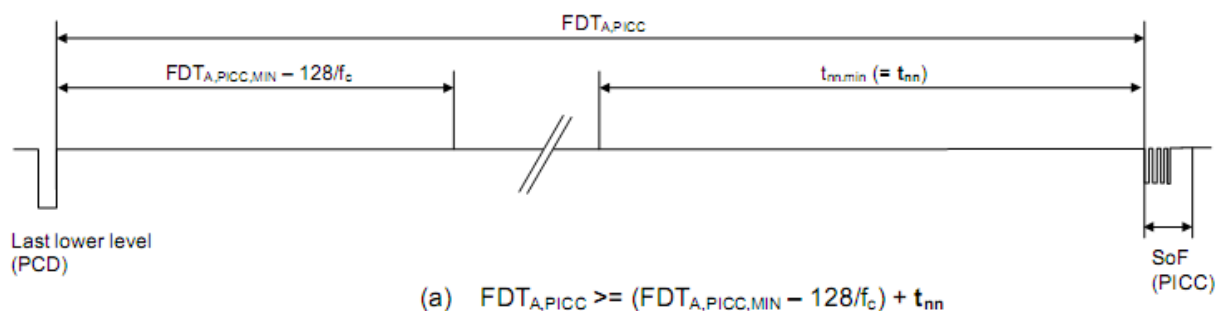 FDTA,PICC
FDTA,PICC,MIN – 128/fc
tnn.min (= tnn)
Last lower level
(PCD)
SoF
(PICC)
(a) FDTA,PICC >= (FDTA,PICC,MIN – 128/fc) + tnn